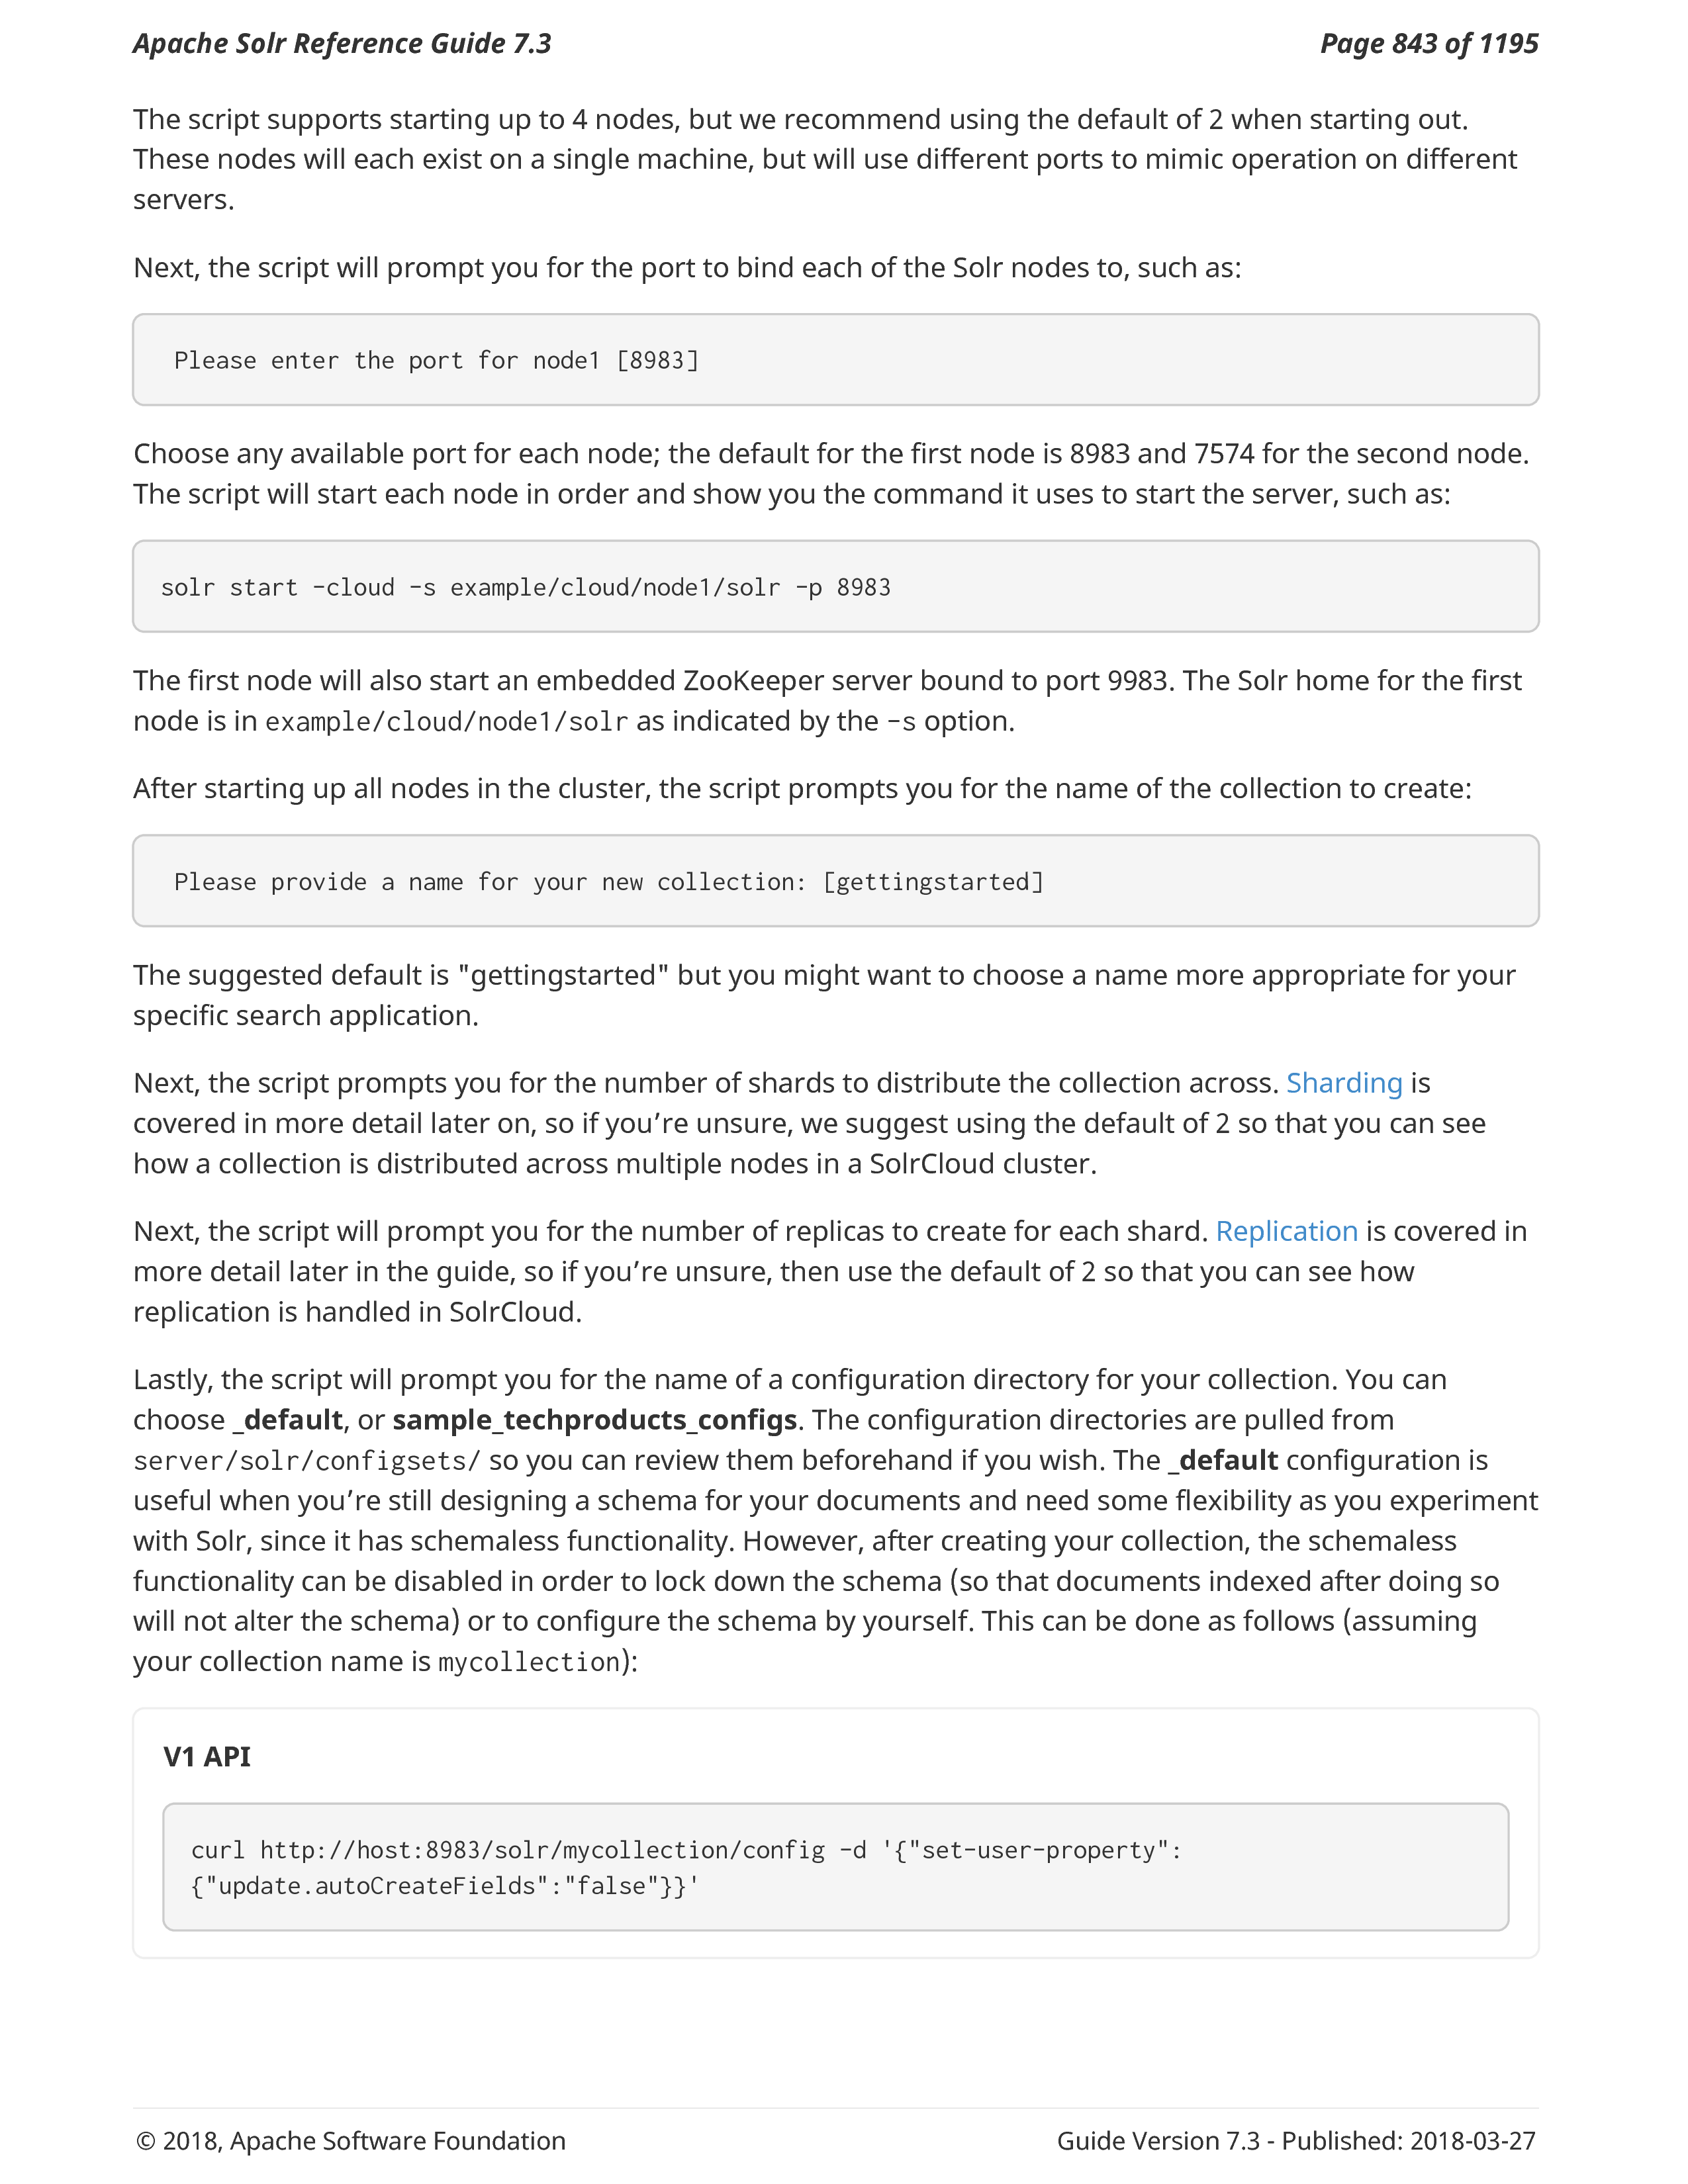 Apache Solr Reference Guide 7.3
Page 843 of 1195
The script supports starting up to 4 nodes, but we recommend using the default of 2 when starting out.
These nodes will each exist on a single machine, but will use different ports to mimic operation on different
servers.
Next, the script will prompt you for the port to bind each of the Solr nodes to, such as:
Please enter the port for node1 [8983]
Choose any available port for each node; the default for the first node is 8983 and 7574 for the second node.
The script will start each node in order and show you the command it uses to start the server, such as:
solr start -cloud -s example/cloud/node1/solr -p 8983
The first node will also start an embedded ZooKeeper server bound to port 9983. The Solr home for the first
node is in example/cloud/node1/solr as indicated by the -s option.
After starting up all nodes in the cluster, the script prompts you for the name of the collection to create:
Please provide a name for your new collection: [gettingstarted]
The suggested default is "gettingstarted" but you might want to choose a name more appropriate for your
specific search application.
Next, the script prompts you for the number of shards to distribute the collection across. Sharding is
covered in more detail later on, so if you’re unsure, we suggest using the default of 2 so that you can see
how a collection is distributed across multiple nodes in a SolrCloud cluster.
Next, the script will prompt you for the number of replicas to create for each shard. Replication is covered in
more detail later in the guide, so if you’re unsure, then use the default of 2 so that you can see how
replication is handled in SolrCloud.
Lastly, the script will prompt you for the name of a configuration directory for your collection. You can
choose _default, or sample_techproducts_configs. The configuration directories are pulled from
server/solr/configsets/ so you can review them beforehand if you wish. The _default configuration is
useful when you’re still designing a schema for your documents and need some flexibility as you experiment
with Solr, since it has schemaless functionality. However, after creating your collection, the schemaless
functionality can be disabled in order to lock down the schema (so that documents indexed after doing so
will not alter the schema) or to configure the schema by yourself. This can be done as follows (assuming
your collection name is mycollection):
V1 API
curl http://host:8983/solr/mycollection/config -d '{"set-user-property":
{"update.autoCreateFields":"false"}}'
© 2018, Apache Software Foundation
Guide Version 7.3 - Published: 2018-03-27